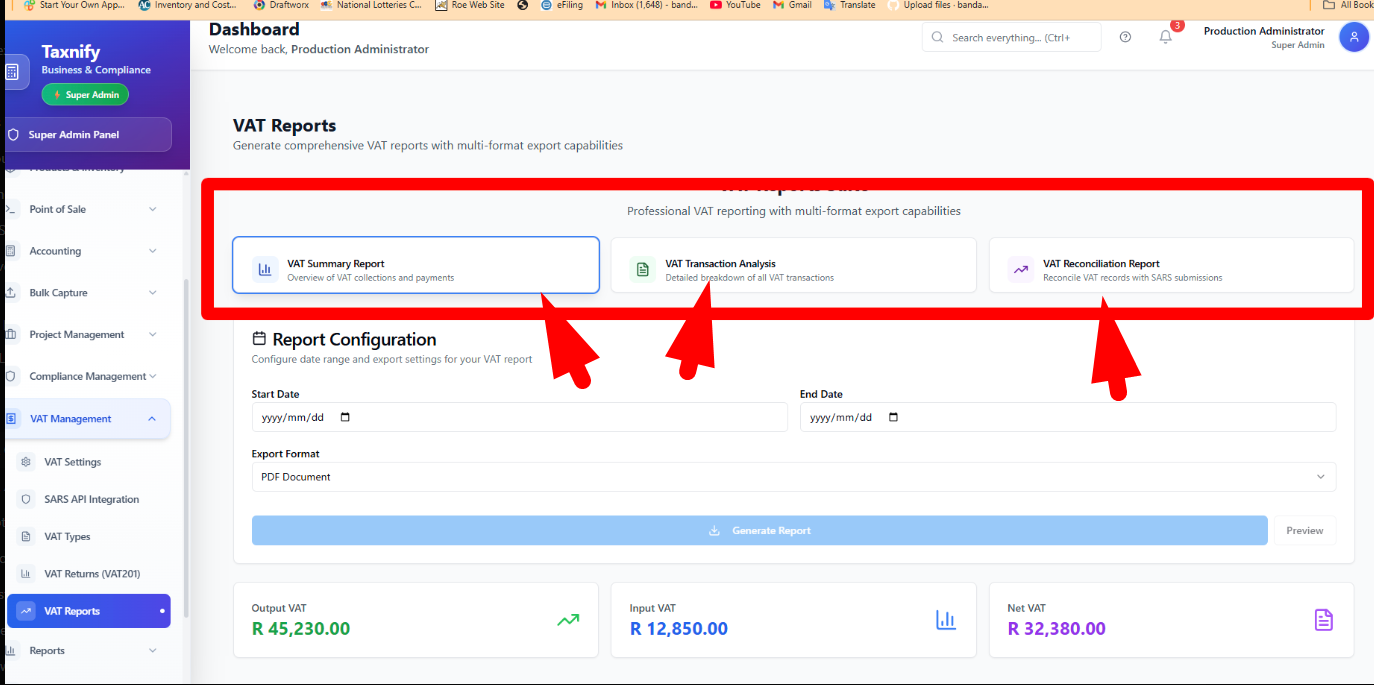 Start Your Own App...
Inventory and Cost...
Draftworx
National Lotteries C...
Roe Web Site
eFiling
Inbox (1,648) - band...
YouTube
Gmail
Translate
Upload files · banda...
All Book
Taxnify
Business & Compliance
Super Admin
Super Admin Panel
Products & Inventory
Point of Sale
Accounting
Bulk Capture
Project Management
Compliance Management
VAT Management
VAT Settings
SARS API Integration
VAT Types
VAT Returns (VAT201)
VAT Reports
Reports
Dashboard
Welcome back, Production Administrator
Search everything... (Ctrl+
3
Production Administrator
Super Admin
VAT Reports
Generate comprehensive VAT reports with multi-format export capabilities
Professional VAT reporting with multi-format export capabilities
VAT Summary Report
Overview of VAT collections and payments
VAT Transaction Analysis
Detailed breakdown of all VAT transactions
VAT Reconciliation Report
Reconcile VAT records with SARS submissions
Report Configuration
Configure date range and export settings for your VAT report
Start Date
yyyy/mm/dd
End Date
yyyy/mm/dd
Export Format
PDF Document
Generate Report
Preview
Output VAT
R 45,230.00
Input VAT
R 12,850.00
Net VAT
R 32,380.00